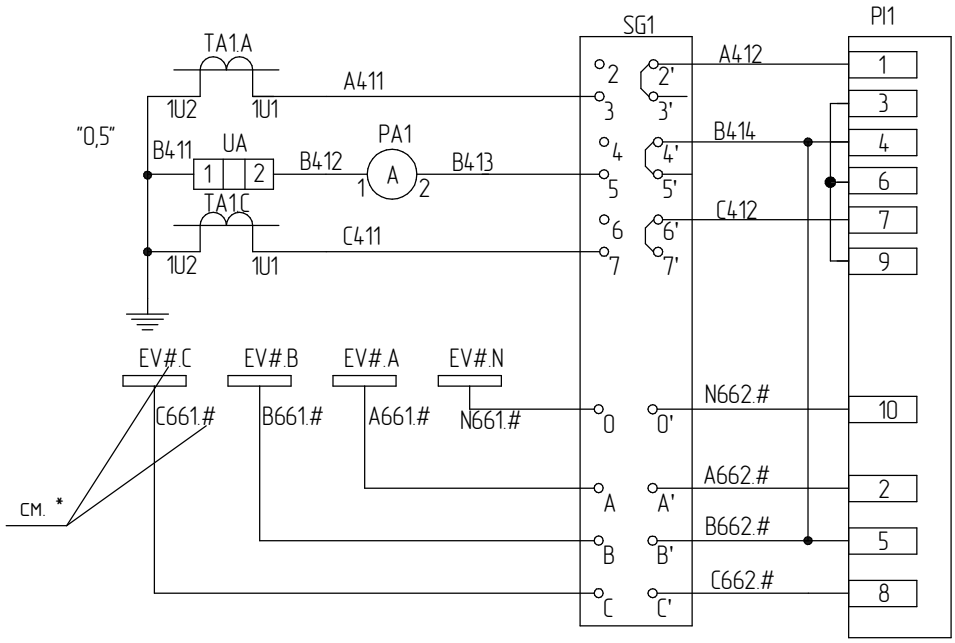 PI1
SG1
TA1.A
A411
1U2
1U1
"0,5"
B411
UA
1
2
B412
PA1
1
A
2
B413
TA1C
C411
1U2
1U1
2
2'
3
3'
4
4'
5
5'
6
6'
7
7'
A412
B414
C412
1
3
4
6
7
9
EV#.C
EV#.B
EV#.A
EV#.N
C661.#
B661.#
A661.#
N661.#
см. *
0
0'
A
A'
B
B'
C
C'
N662.#
A662.#
B662.#
C662.#
10
2
5
8